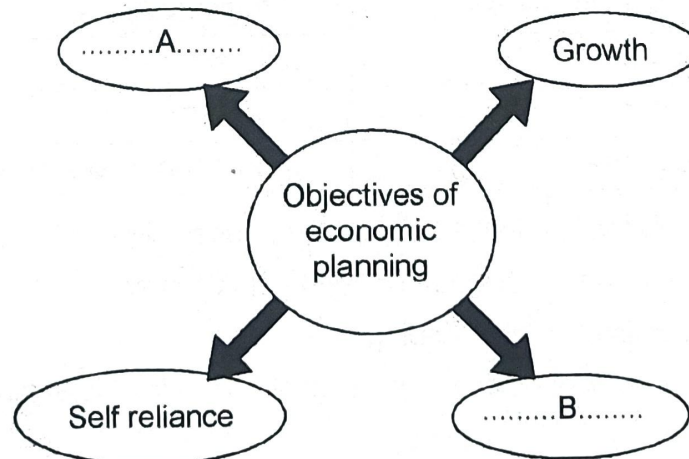 .........A........
Growth
Objectives of
economic
planning
Self reliance
.........B........